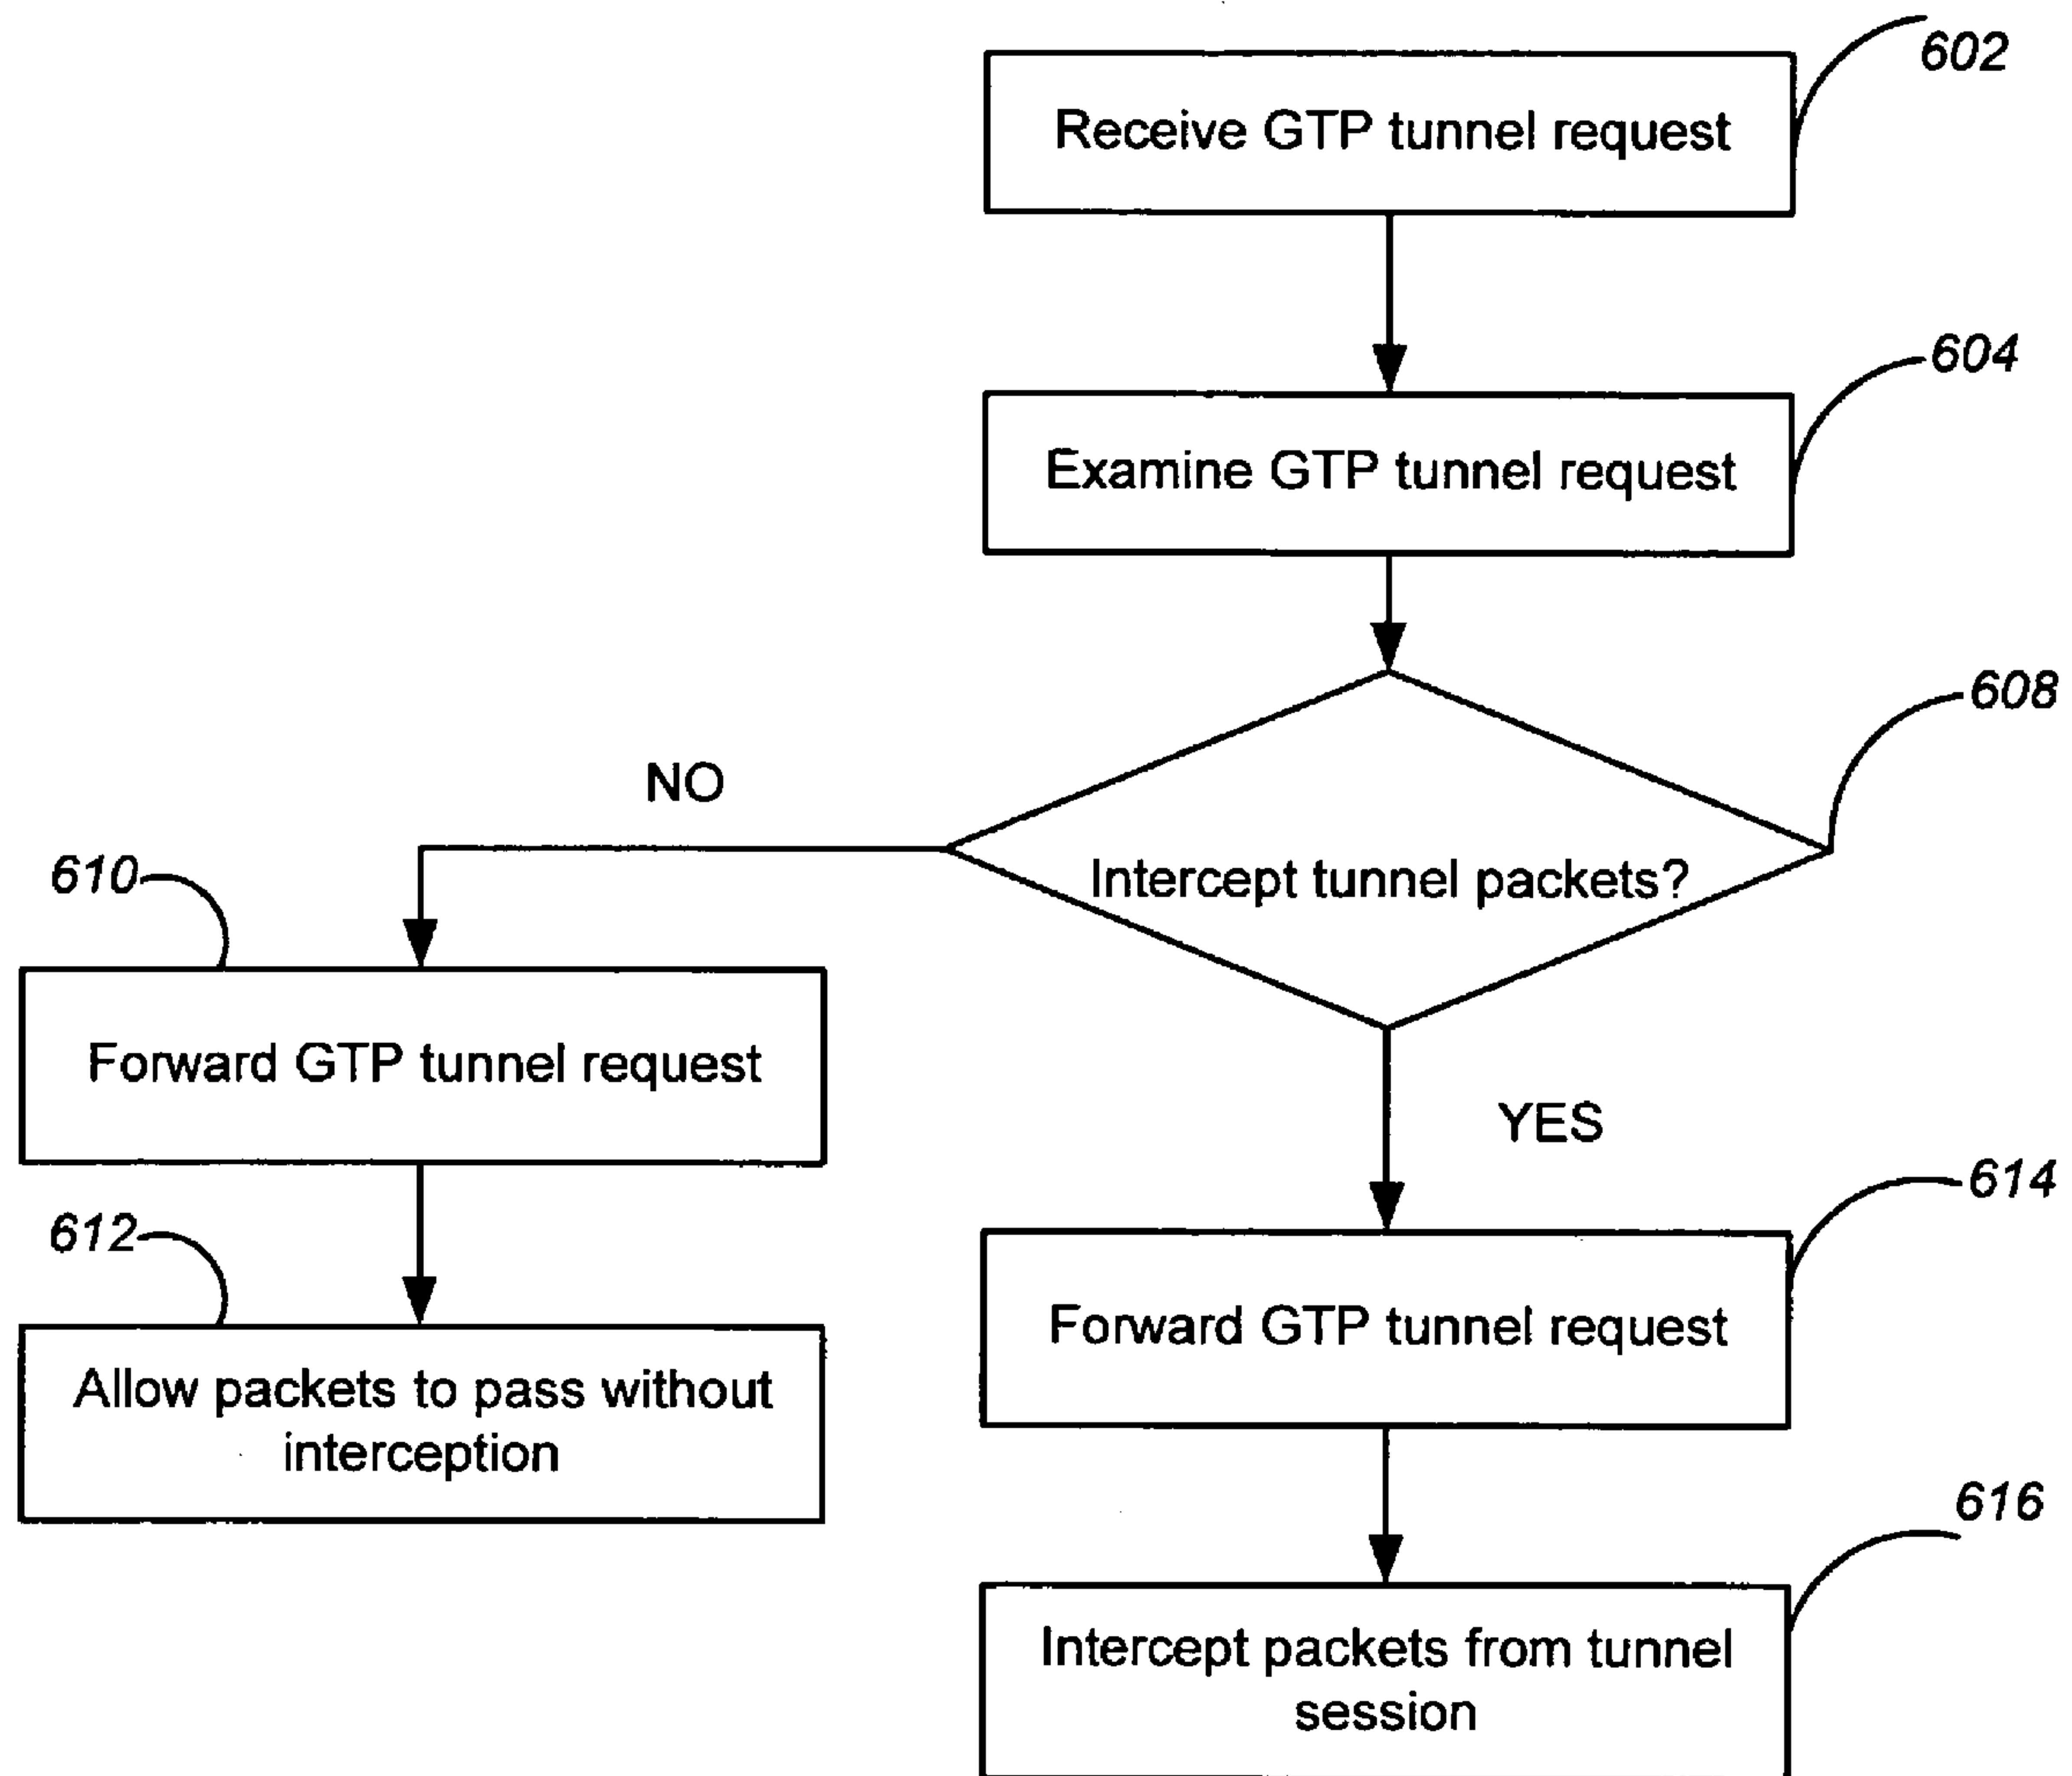 602
Receive GTP tunnel request
604
Examine GTP tunnel request
608
NO
Intercept tunnel packets?
610
Forward GTP tunnel request
YES
614
612
Forward GTP tunnel request
Allow packets to pass without
interception
616
Intercept packets from tunnel
session